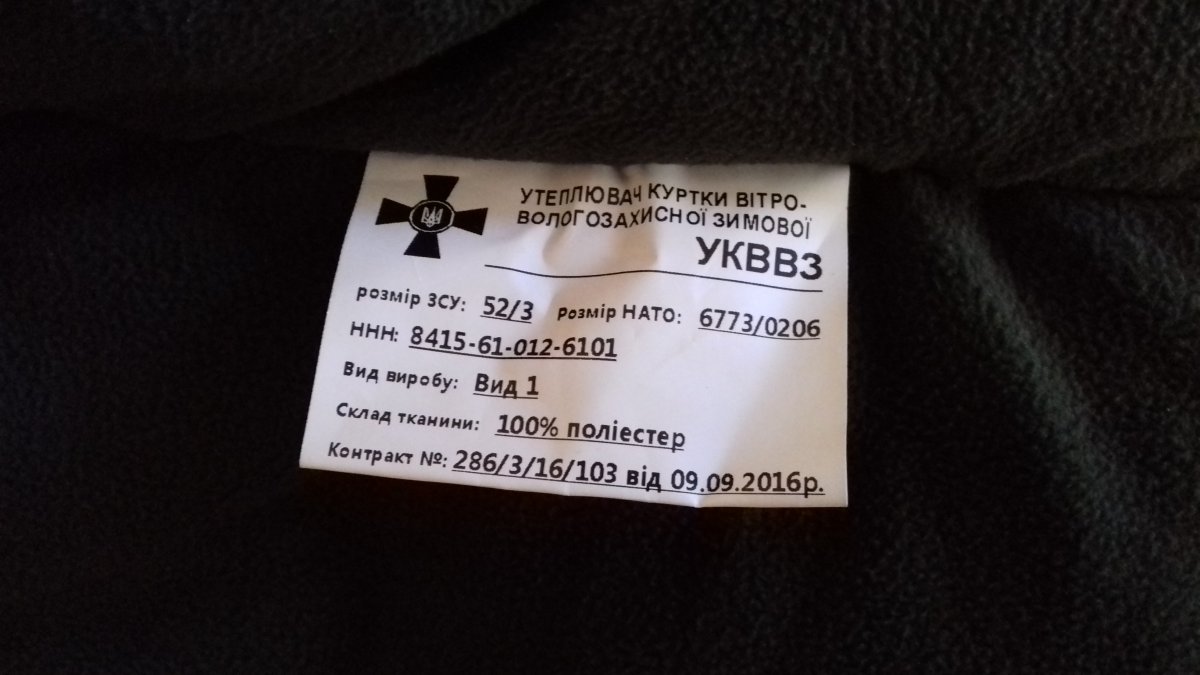 УТЕПЛЮВАЧ КУРТКИ ВІТРО-
ВОЛОГОЗАХИСНОЇ ЗИМОВОЇ
УКВВЗ
розмір ЗСУ: 52/3 розмір НАТО: 6773/0206
ННН: 8415-61-012-6101
Вид виробу: Вид 1
Склад тканини: 100% поліестер
Контракт №: 286/3/16/103 від 09.09.2016р.